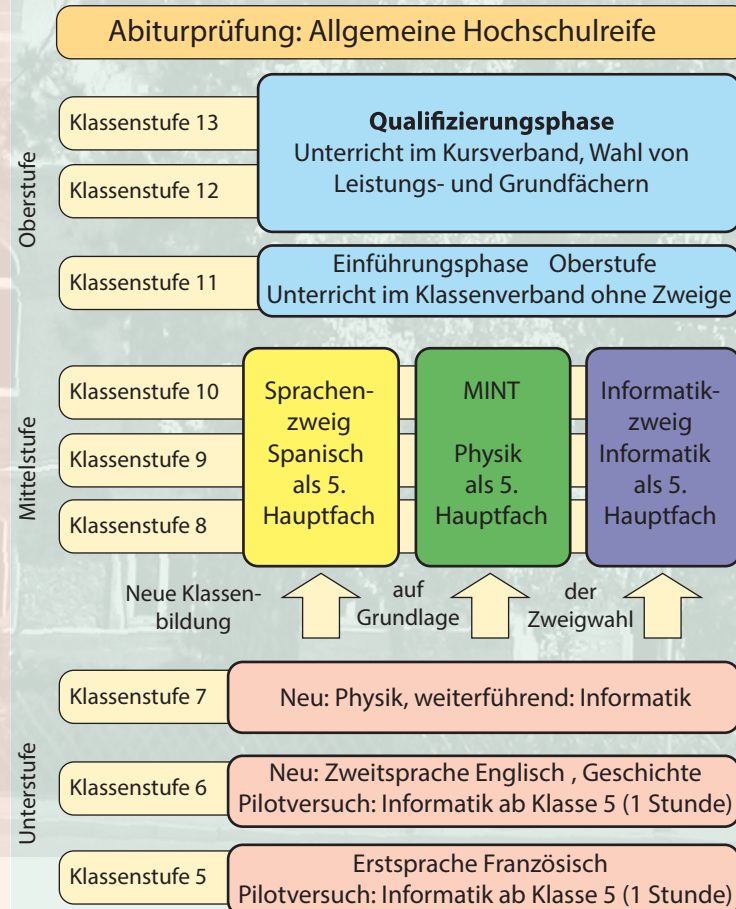 Abiturprüfung: Allgemeine Hochschulreife
Oberstufe
Klassenstufe 13
Klassenstufe 12
Qualifizierungsphase
Unterricht im Kursverband, Wahl von
Leistungs- und Grundfächern
Klassenstufe 11
Einführungsphase Oberstufe
Unterricht im Klassenverband ohne Zweige
Mittelstufe
Klassenstufe 10
Klassenstufe 9
Klassenstufe 8
Sprachen-
zweig
Spanisch
als 5.
Hauptfach
MINT
Physik
als 5.
Hauptfach
Informatik-
zweig
Informatik
als 5.
Hauptfach
Neue Klassen-
bildung
auf
Grundlage
der
Zweigwahl
Unterstufe
Klassenstufe 7
Neu: Physik, weiterführend: Informatik
Klassenstufe 6
Neu: Zweitsprache Englisch , Geschichte
Pilotversuch: Informatik ab Klasse 5 (1 Stunde)
Klassenstufe 5
Erstsprache Französisch
Pilotversuch: Informatik ab Klasse 5 (1 Stunde)